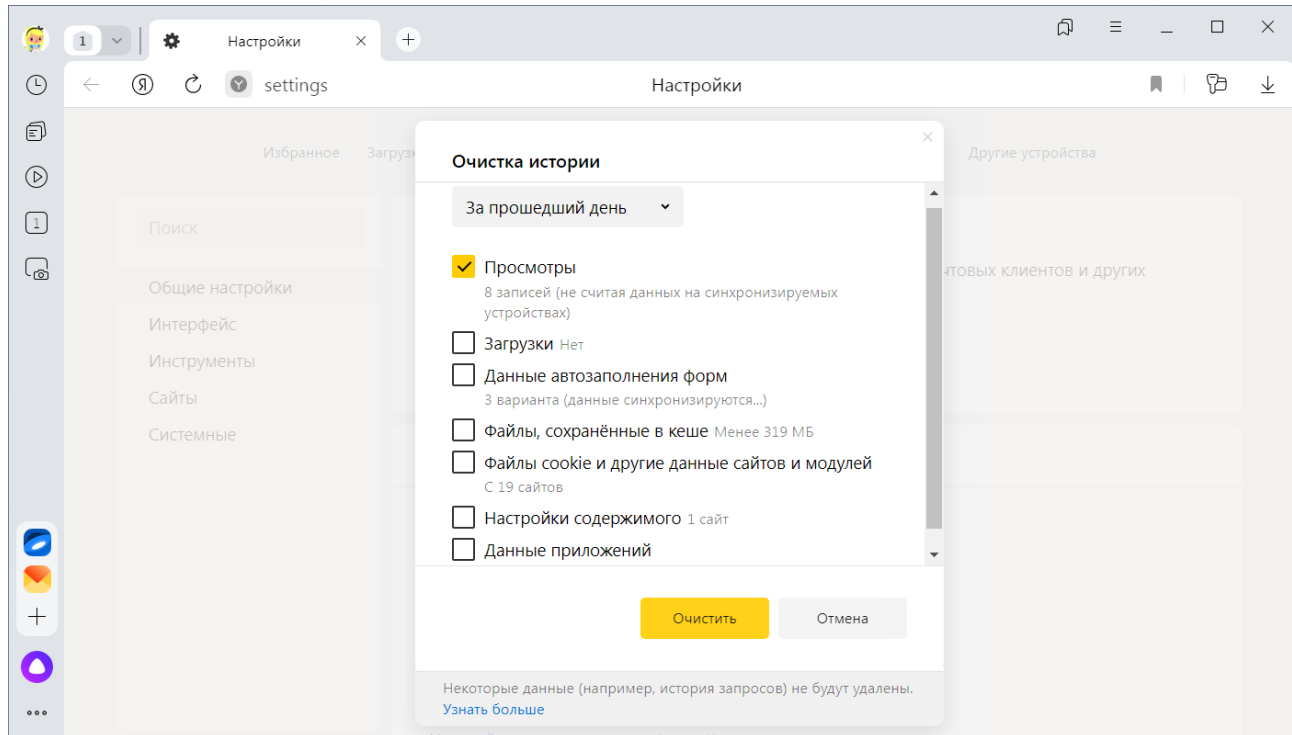 1
Настройки
Я
settings
Настройки
Избранное
Другие устройства
Очистка истории
За прошедший день
1
Поиск
Просмотры
8 записей (не считая данных на синхронизируемых
устройствах)
клиентов и других
Общие настройки
Интерфейс
Инструменты
Сайты
Системные
Загрузки Нет
Данные автозаполнения форм
3 варианта (данные синхронизируются...)
Файлы, сохранённые в кеше Менее 319 МБ
Файлы cookie и другие данные сайтов и модулей
С 19 сайтов
Настройки содержимого 1 сайт
Данные приложений
Очистить
Отмена
Некоторые данные (например, история запросов) не будут удалены.
Узнать больше